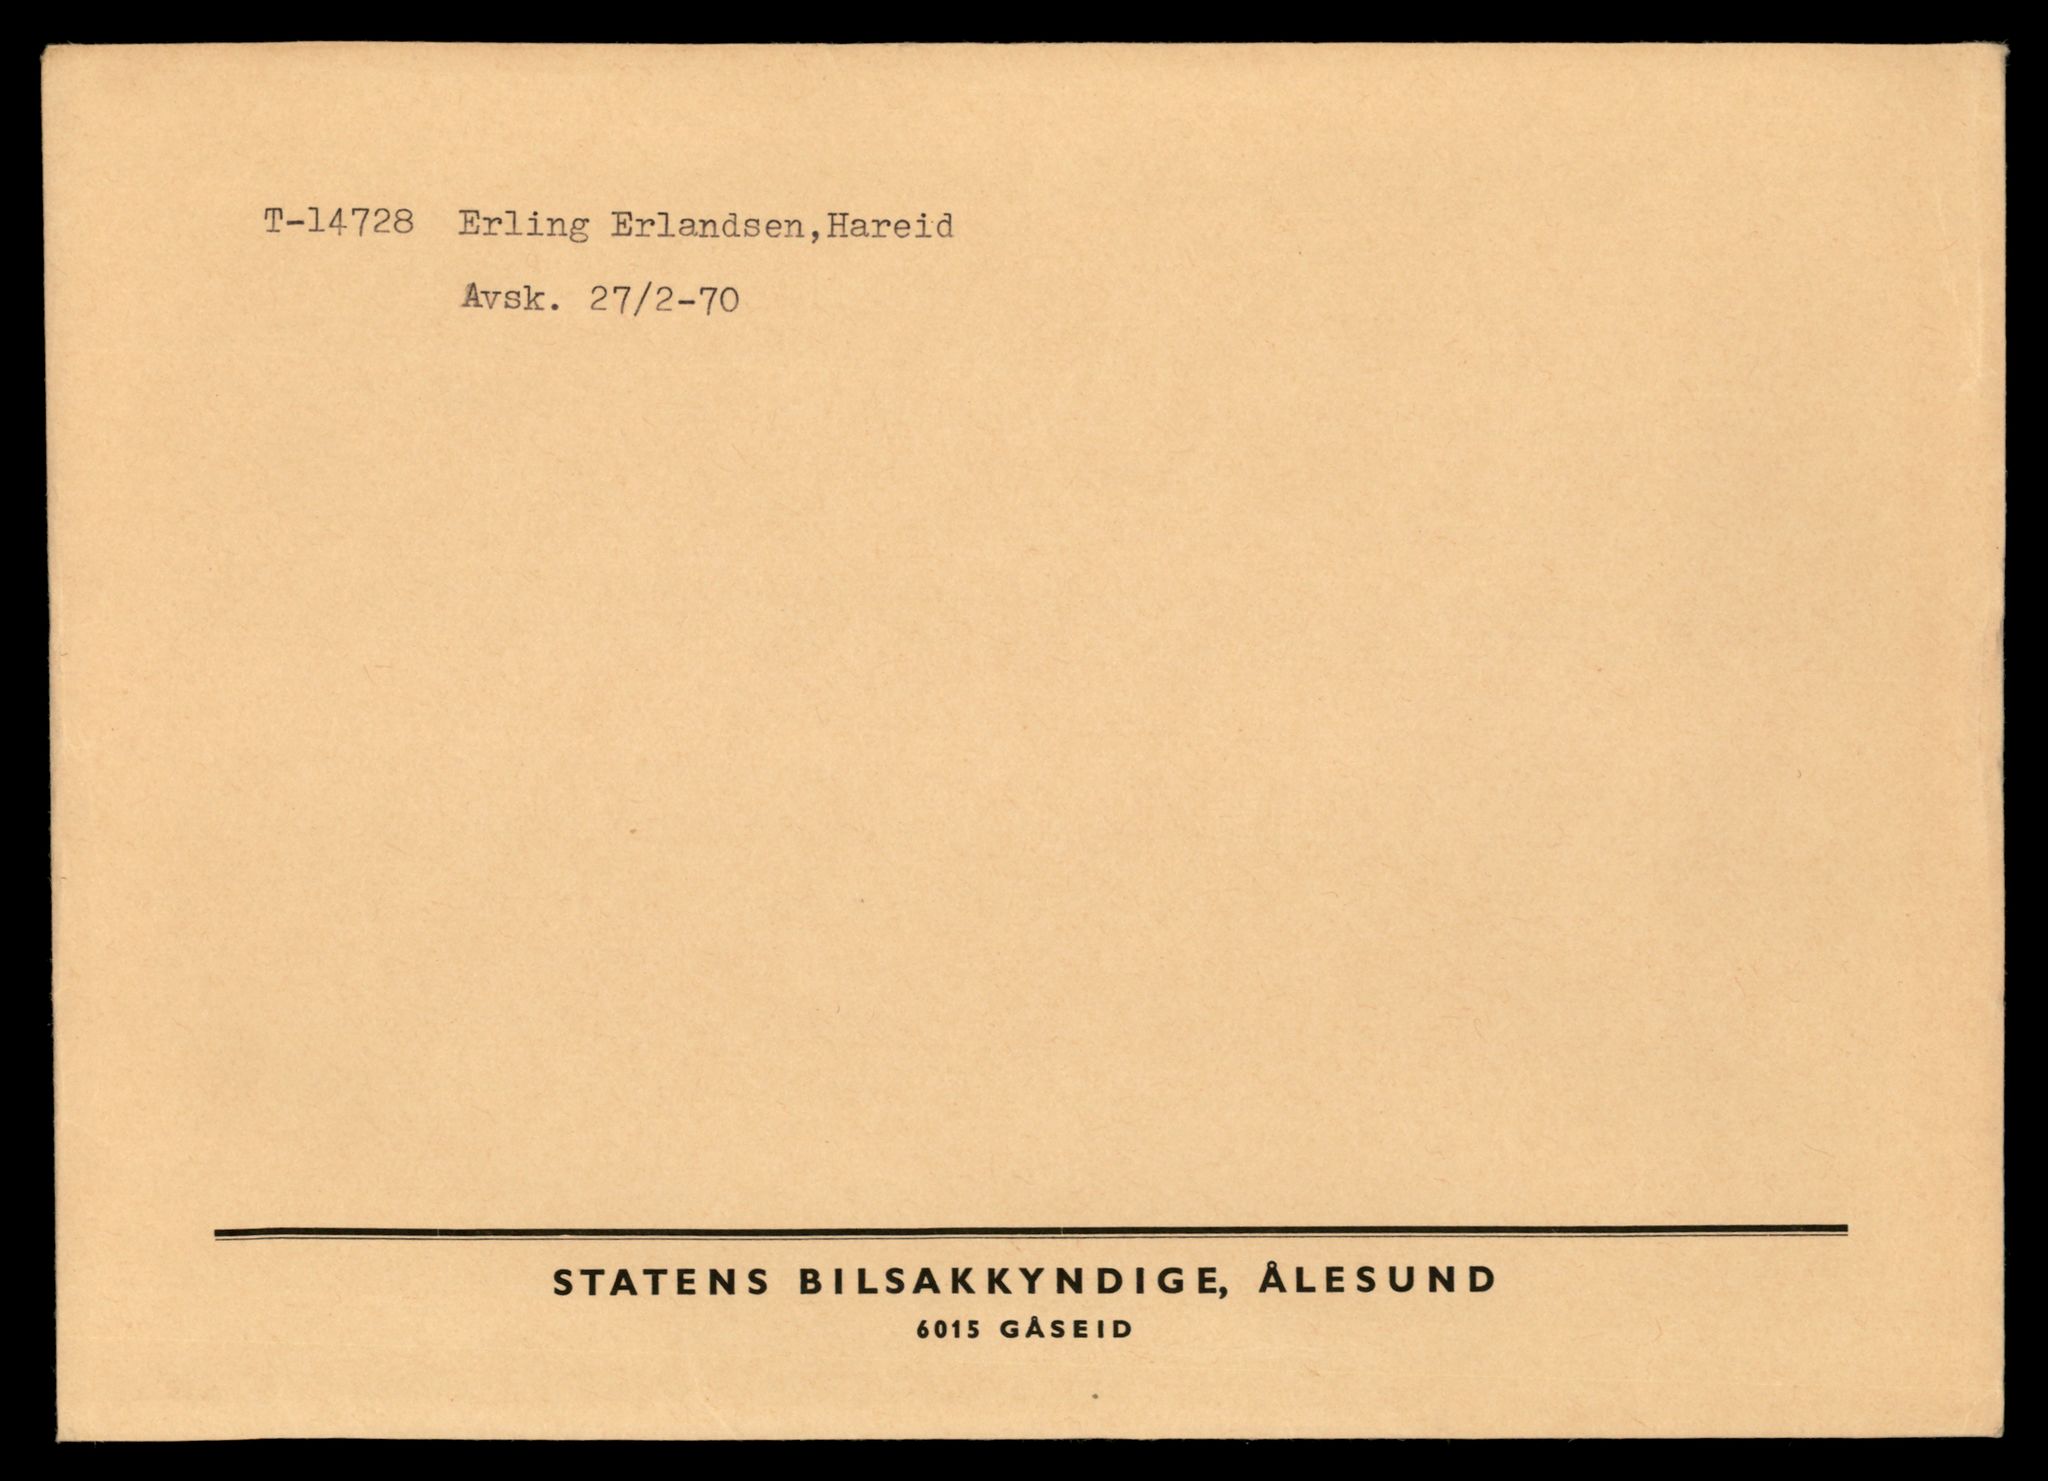 T-14728 Erling Erlandsen,Hareid
Avsk. 27/2-70
STATENS BILSAKKYNDIGE, ÅLESUND
6015 GÅSEID